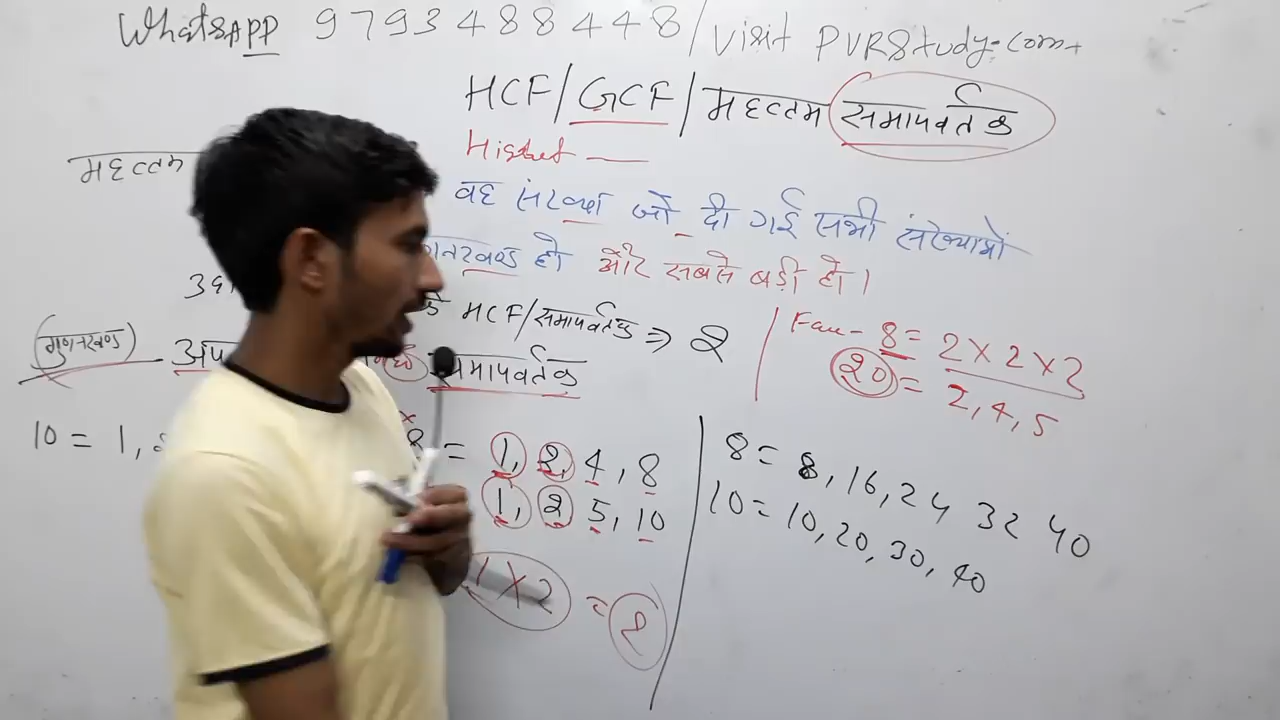 WhatsAPP 9793488448/visit PVRStudy.com
HCF/GCF/महत्तम समापवर्तक
महत्तम
Highest
वह संख्या जो दी गई सभी संख्याओं
हो और सबसे बड़ी हो।
के HCF/समापवर्तक ⇒ 2
Fac- 8 = 2×2×2
20 = 2,4,5
(गुणनखण्ड)
समापवर्तक
10 = 1,
8 = 1, 2, 4, 8
1, 2 5, 10
1×2 = 2
8 = 8, 16, 24 32 40
10 = 10, 20, 30, 40